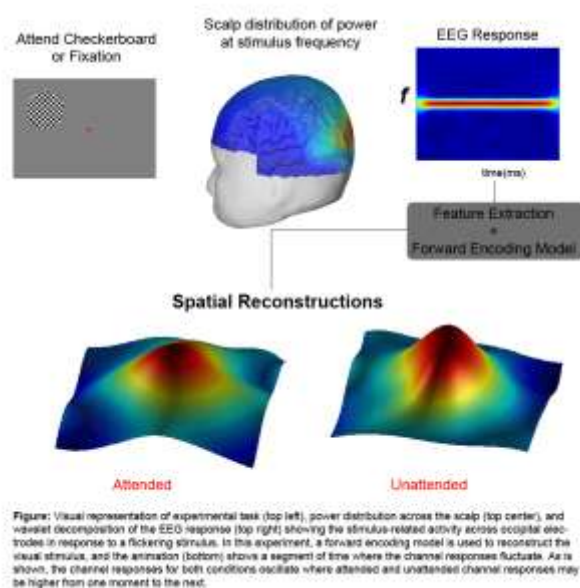 Attend Checkerboard
or Fixation
Scalp distribution of power
at stimulus frequency
EEG Response
f
time(ms)
Feature Extraction
+
Forward Encoding Model
Spatial Reconstructions
Attended
Unattended
Figure: Visual representation of experimental task (top left), power distribution across the scalp (top center), and
wavelet decomposition of the EEG response (top right) showing the stimulus-related activity across occipital elec-
trodes in response to a flickering stimulus. In this experiment, a forward encoding model is used to reconstruct the
visual stimulus, and the animation (bottom) shows a segment of time where the channel responses fluctuate. As is
shown, the channel responses for both conditions oscillate where attended and unattended channel responses may
be higher from one moment to the next.